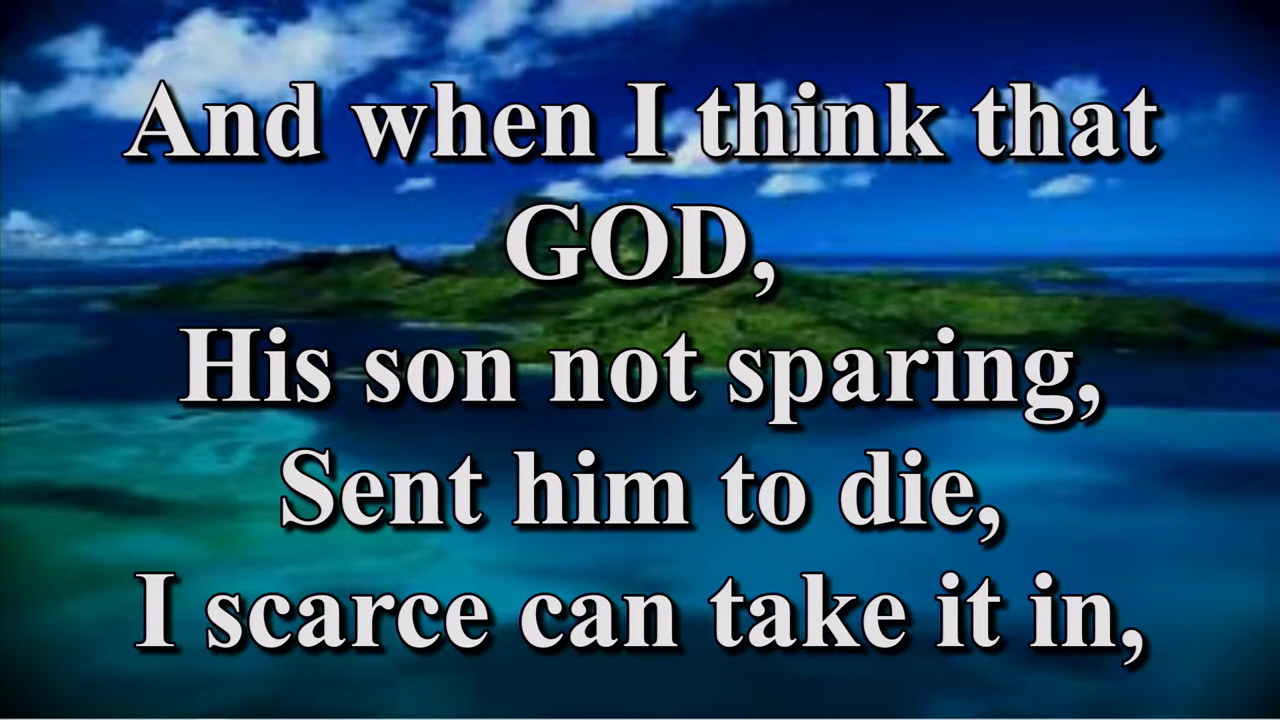 And when I think that
GOD,
His son not sparing,
Sent him to die,
I scarce can take it in,